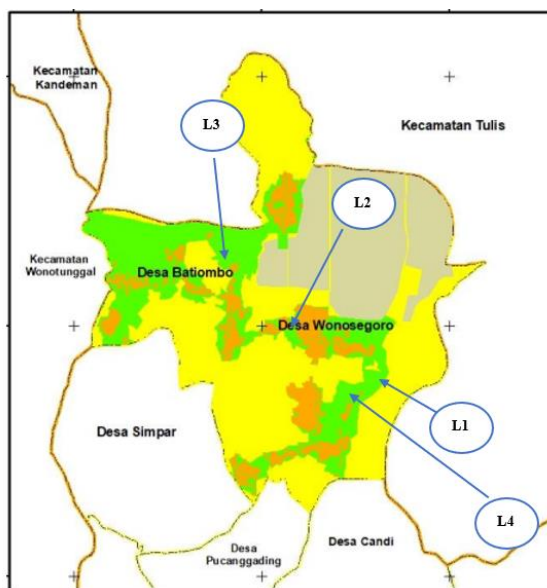 Kecamatan
Kandeman
L3
Kecamatan Tulis
L2
Kecamatan
Wonotunggal
Desa Batiombo
Desa Wonosegoro
L1
Desa Simpar
L4
Desa
Pucanggading
Desa Candi